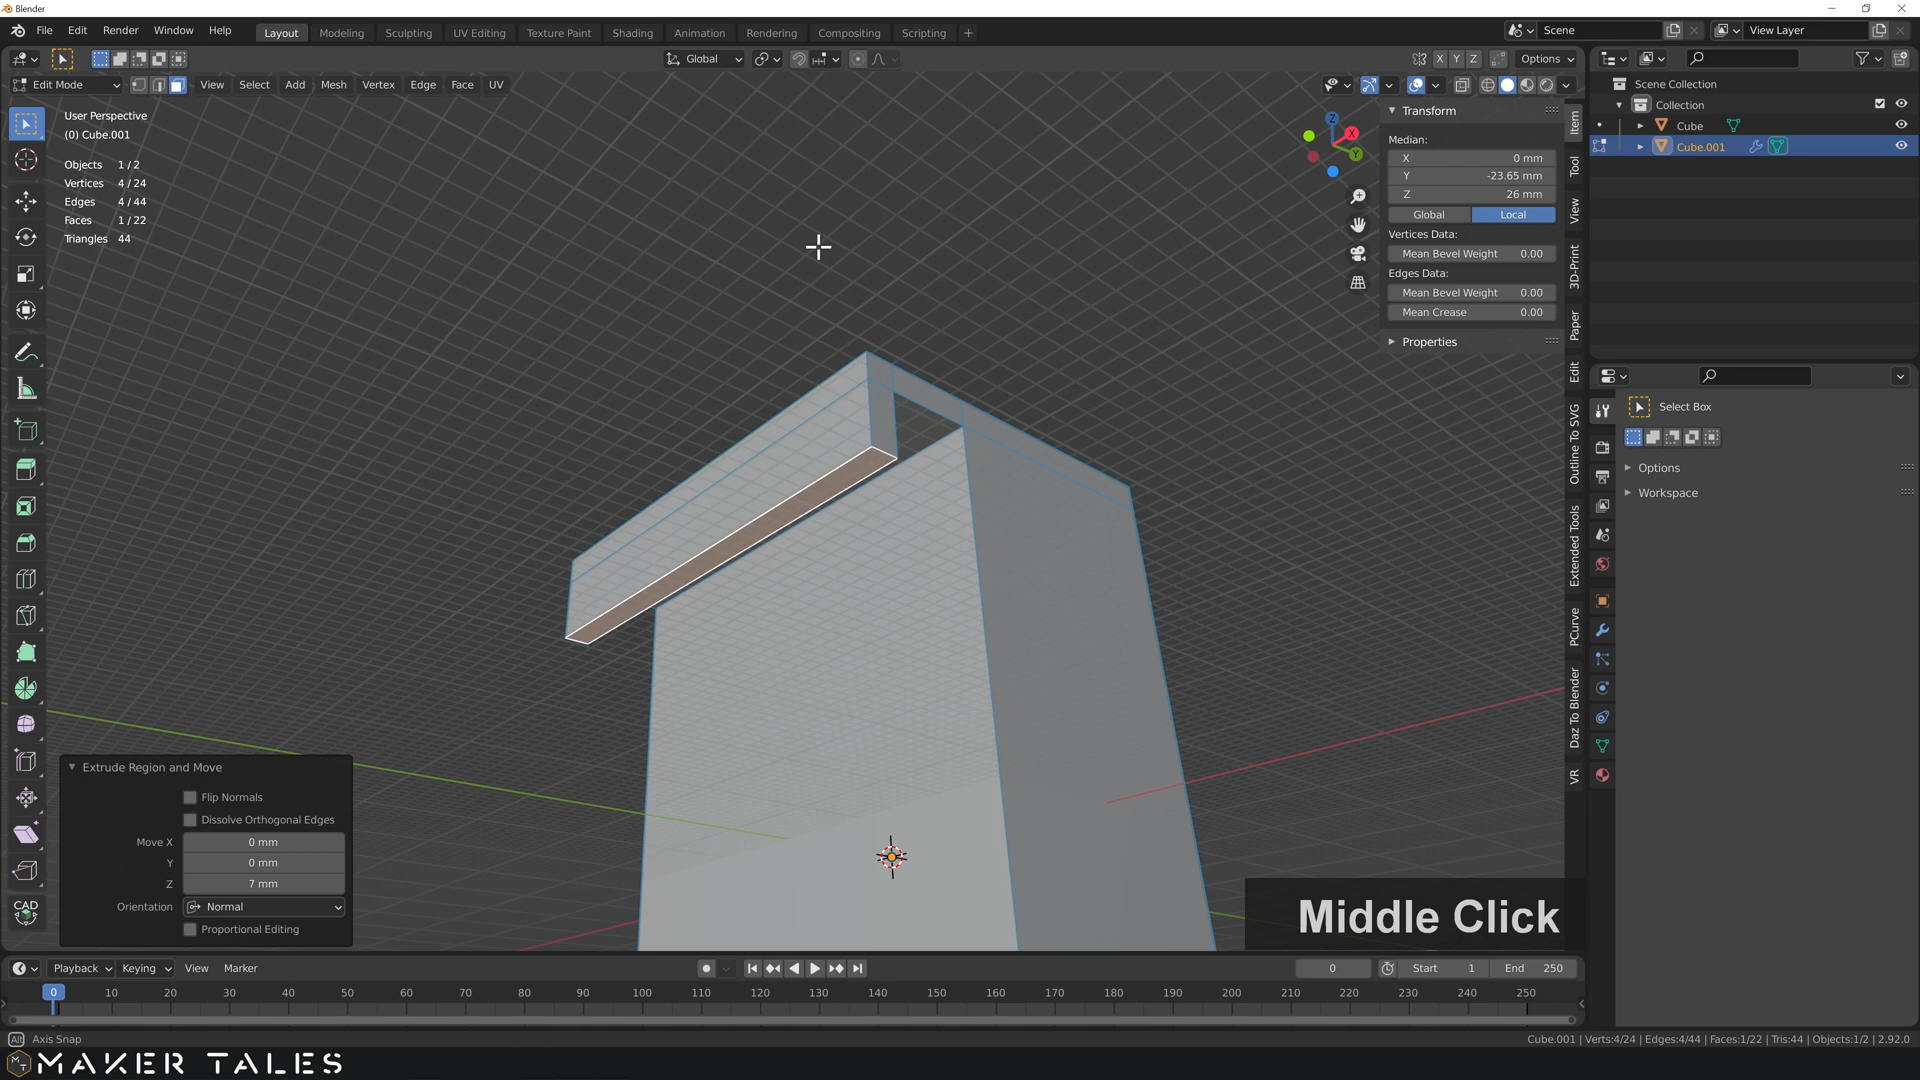 Blender
File Edit Render Window Help
Layout Modeling Sculpting UV Editing Texture Paint Shading Animation Rendering Compositing Scripting +
Scene
View Layer
Global
X Y Z
Options
Edit Mode
View Select Add Mesh Vertex Edge Face UV
User Perspective
(0) Cube.001
Objects 1 / 2
Vertices 4 / 24
Edges 4 / 44
Faces 1 / 22
Triangles 44
Z
X
Y
Transform
Median:
X 0 mm
Y -23.65 mm
Z 26 mm
Global Local
Vertices Data:
Mean Bevel Weight 0.00
Edges Data:
Mean Bevel Weight 0.00
Mean Crease 0.00
Properties
Item
Tool
View
3D-Print
Paper
Edit
Outline To SVG
Extended Tools
PCurve
Daz To Blender
VR
Scene Collection
Collection
Cube
Cube.001
Select Box
Options
Workspace
CAD
Extrude Region and Move
Flip Normals
Dissolve Orthogonal Edges
Move X 0 mm
Y 0 mm
Z 7 mm
Orientation Normal
Proportional Editing
Middle Click
Playback Keying View Marker
0
Start 1
End 250
0 10 20 30 40 50 60 70 80 90 100 110 120 130 140 150 160 170 180 190 200 210 220 230 240 250
Alt Axis Snap
Cube.001 | Verts:4/24 | Edges:4/44 | Faces:1/22 | Tris:44 | Objects:1/2 | 2.92.0
MT MAKER TALES